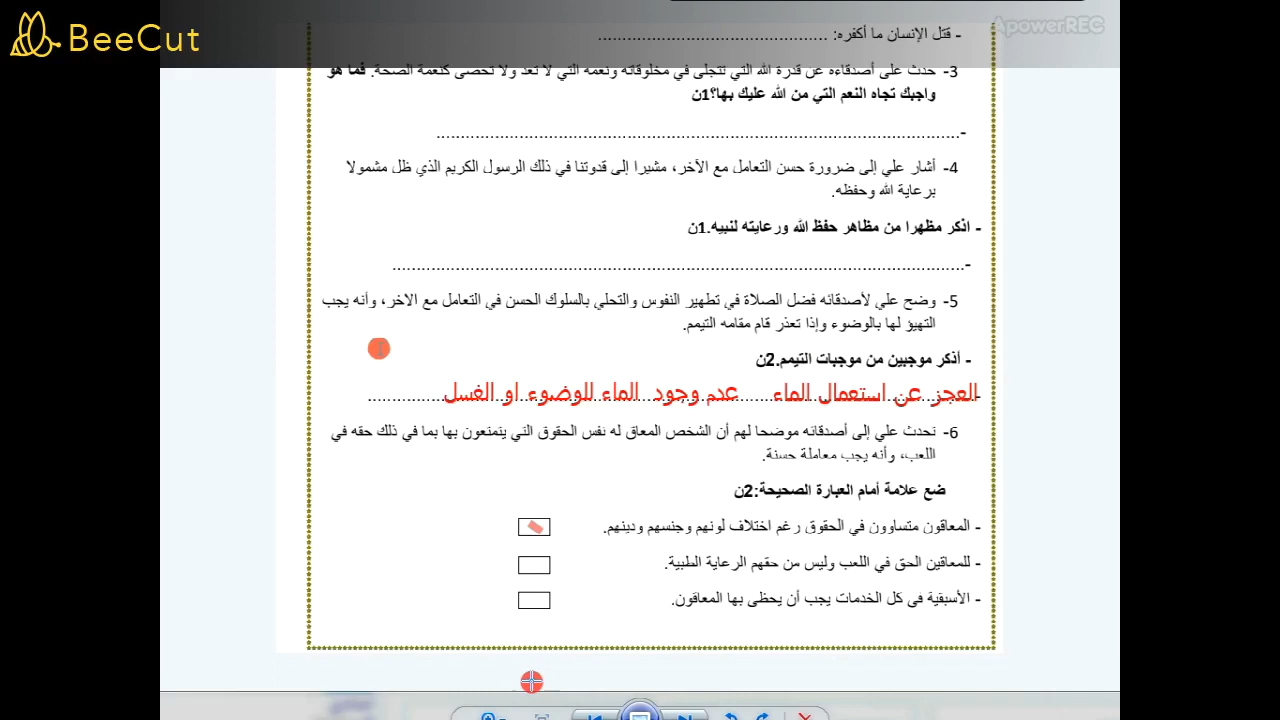 BeeCut
ApowerREC
- قتل الإنسان ما أكفره: ..........................................
3- حدث على أصدقاءه عن قدرة الله التي تتجلى في مخلوقاته ونعمه التي لا تعد ولا تحصى كنعمة الصحة. فما هو
واجبك تجاه النعم التي من الله عليك بها؟1ن
-................................................................................................
4- أشار علي إلى ضرورة حسن التعامل مع الآخر، مشيرا إلى قدوتنا في ذلك الرسول الكريم الذي ظل مشمولا
برعاية الله وحفظه.
- اذكر مظهرا من مظاهر حفظ الله ورعايته لنبيه.1ن
-................................................................................................
5- وضح علي لأصدقائه فضل الصلاة في تطهير النفوس والتحلي بالسلوك الحسن في التعامل مع الاخر، وأنه يجب
التهيؤ لها بالوضوء وإذا تعذر قام مقامه التيمم.
- أذكر موجبين من موجبات التيمم.2ن
-العجز عن استعمال الماء عدم وجود الماء للوضوء او الغسل
6- تحدث علي إلى أصدقائه موضحا لهم أن الشخص المعاق له نفس الحقوق التي يتمتعون بها بما في ذلك حقه في
اللعب، وأنه يجب معاملة حسنة.
ضع علامة أمام العبارة الصحيحة:2ن
- المعاقون متساوون في الحقوق رغم اختلاف لونهم وجنسهم ودينهم.
- للمعاقين الحق في اللعب وليس من حقهم الرعاية الطبية.
- الأسبقية في كل الخدمات يجب أن يحظى بها المعاقون.